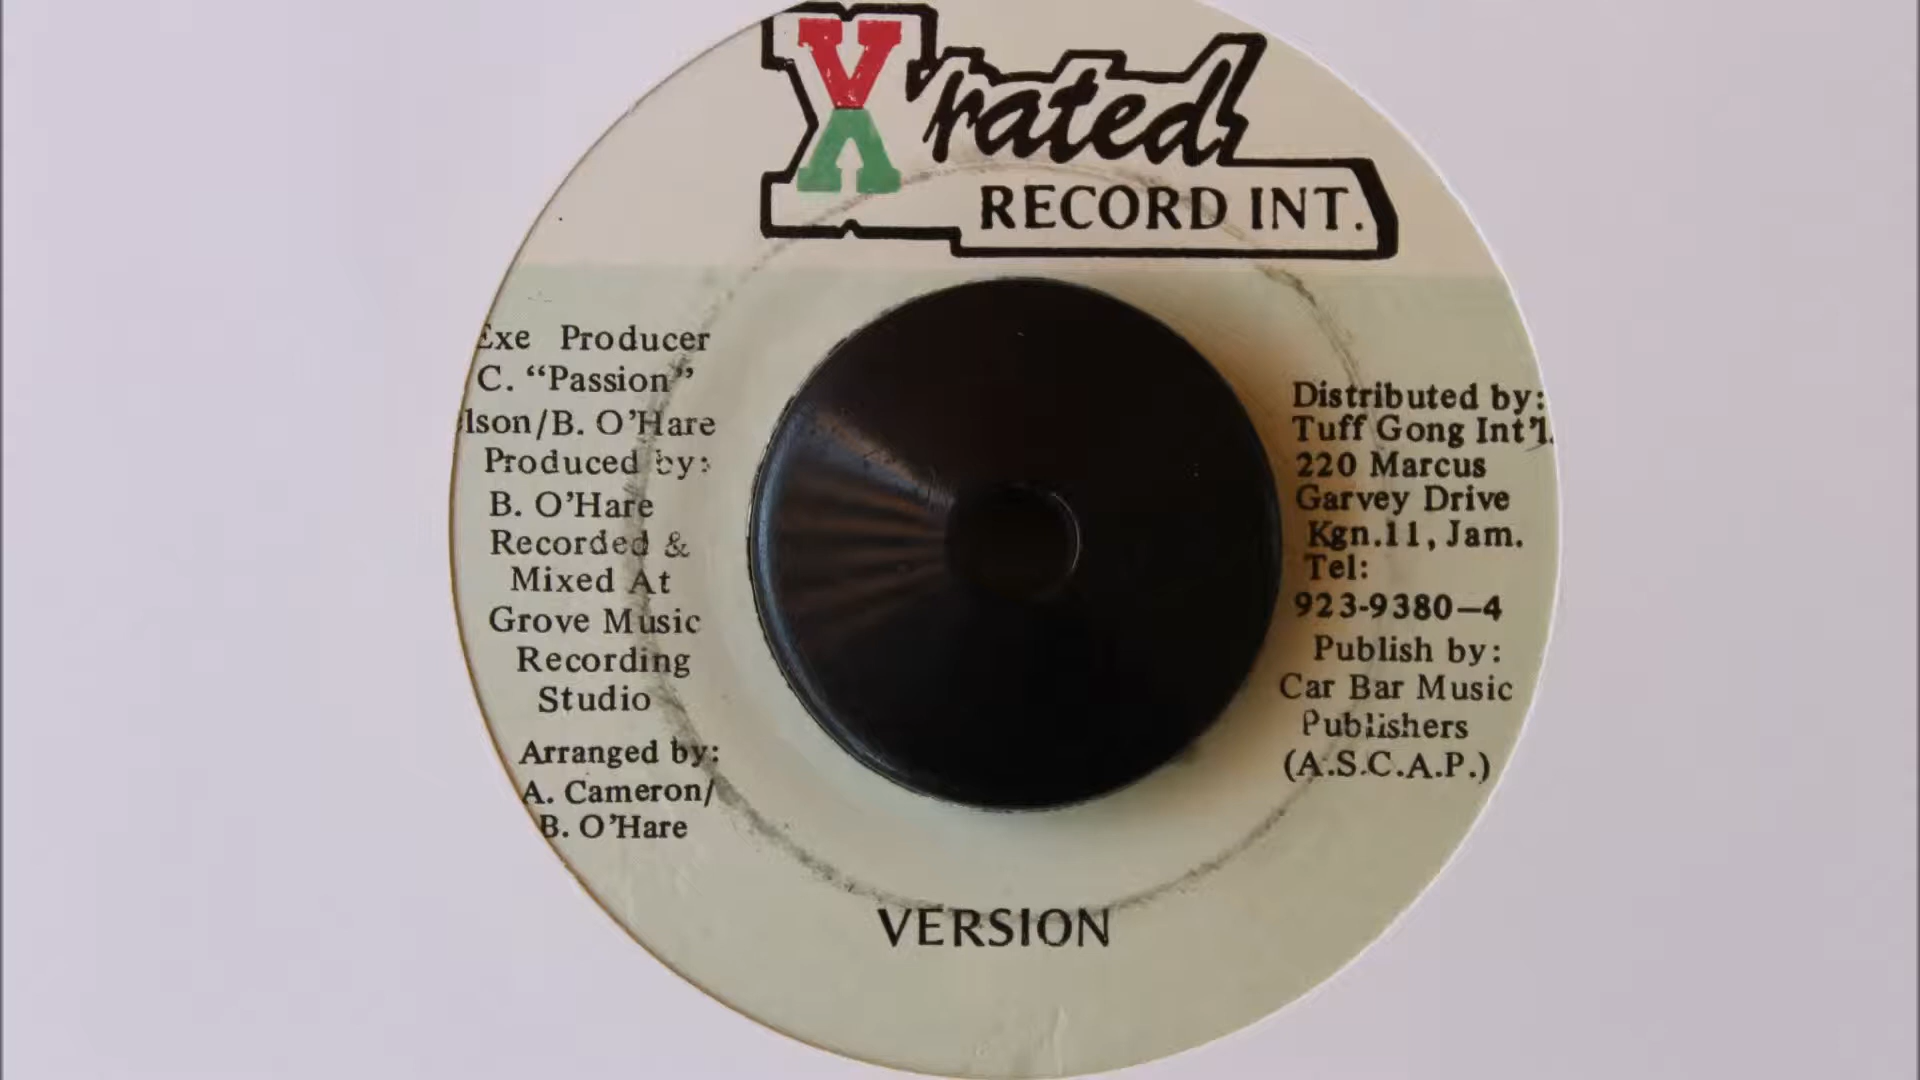 X rated
RECORD INT.
Exe Producer
C. "Passion"
lson/B. O'Hare
Produced by:
B. O'Hare
Recorded &
Mixed At
Grove Music
Recording
Studio
Arranged by:
A. Cameron/
B. O'Hare
Distributed by:
Tuff Gong Int'l.
220 Marcus
Garvey Drive
Kgn.11, Jam.
Tel:
923-9380—4
Publish by:
Car Bar Music
Publishers
(A.S.C.A.P.)
VERSION